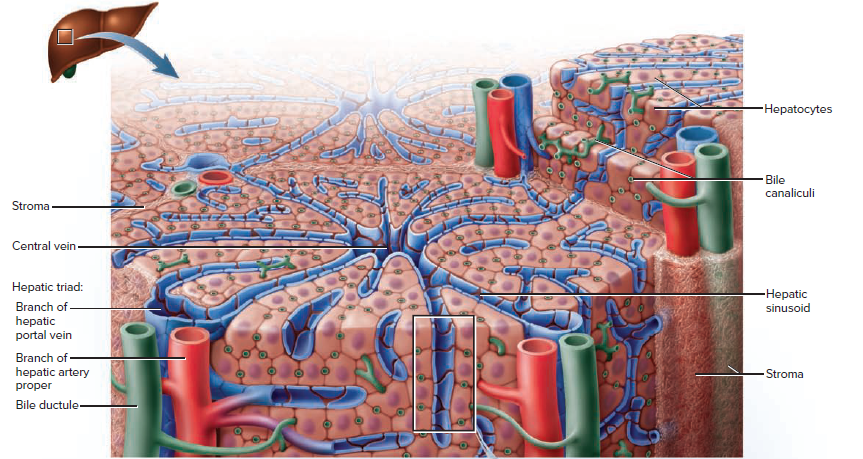 Hepatocytes
Bile
canaliculi
Stroma
Central vein
Hepatic triad:
Branch of
hepatic
portal vein
Branch of
hepatic artery
proper
Bile ductule
Hepatic
sinusoid
Stroma